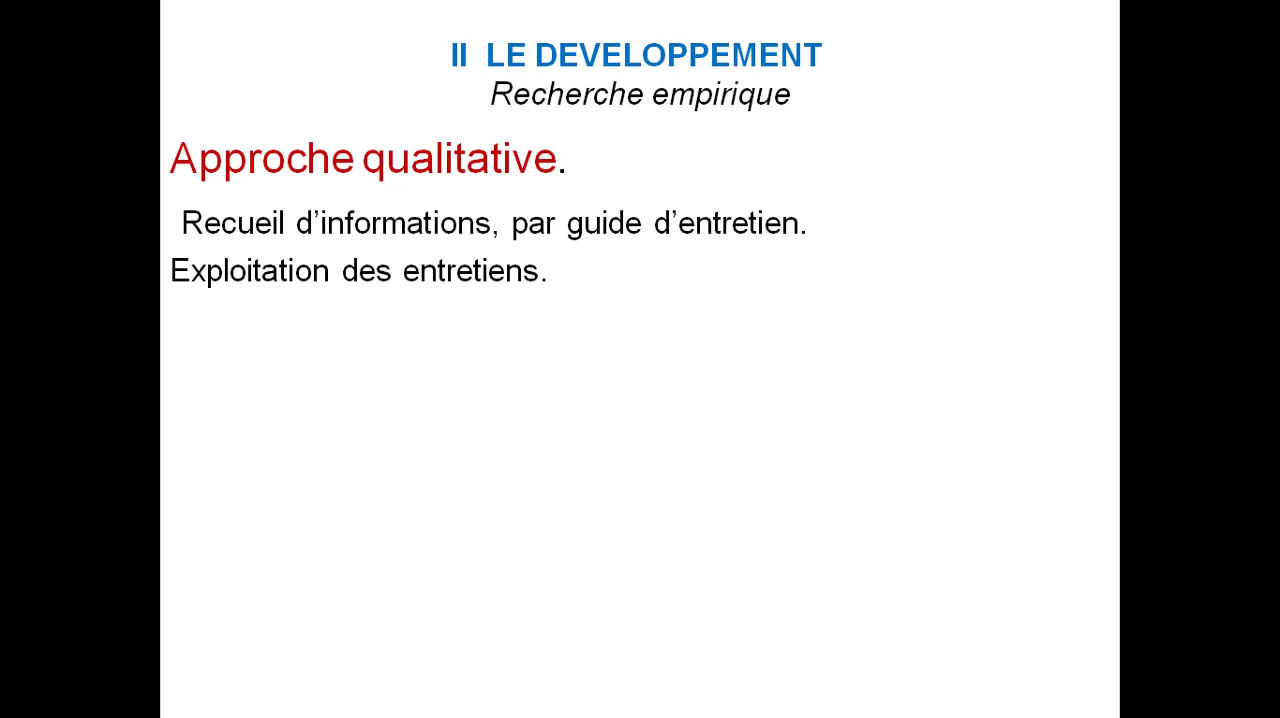 II LE DEVELOPPEMENT
Recherche empirique
Approche qualitative.
Recueil d’informations, par guide d’entretien.
Exploitation des entretiens.